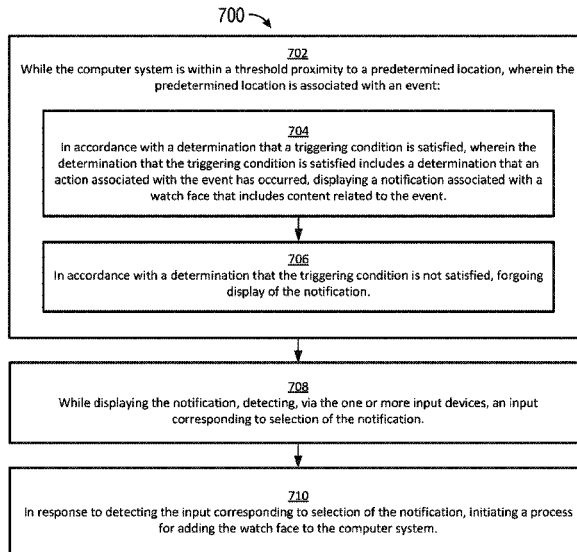 700
702
While the computer system is within a threshold proximity to a predetermined location, wherein the
predetermined location is associated with an event:
704
In accordance with a determination that a triggering condition is satisfied, wherein the
determination that the triggering condition is satisfied includes a determination that an
action associated with the event has occurred, displaying a notification associated with a
watch face that includes content related to the event.
706
In accordance with a determination that the triggering condition is not satisfied, forgoing
display of the notification.
708
While displaying the notification, detecting, via the one or more input devices, an input
corresponding to selection of the notification.
710
In response to detecting the input corresponding to selection of the notification, initiating a process
for adding the watch face to the computer system.